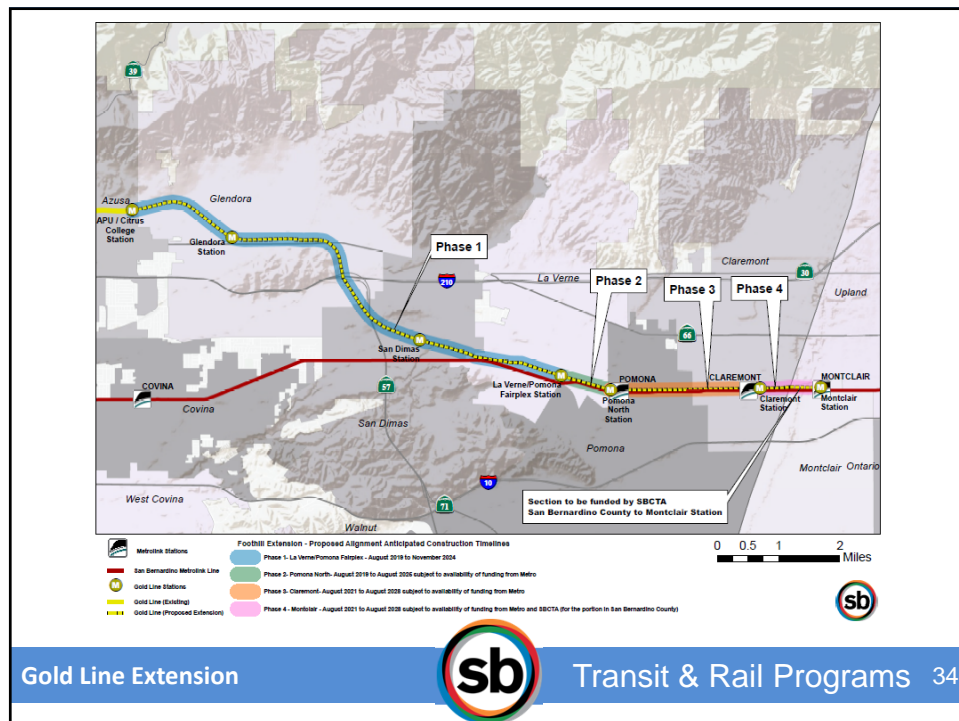 39
Azusa
Glendora
APU / Citrus
College
Station
Glendora
Station
Phase 1
210
La Verne
Phase 2
Claremont
30
Phase 3
Phase 4
Upland
66
San Dimas
Station
COVINA
Covina
57
La Verne/Pomona
Fairplex Station
POMONA
Pomona
North
Station
CLAREMONT
Claremont
Station
MONTCLAIR
Montclair
Station
San Dimas
Pomona
Montclair
Ontario
10
West Covina
71
Walnut
Section to be funded by SBCTA
San Bernardino County to Montclair Station
Metrolink Stations
San Bernardino Metrolink Line
M Gold Line Stations
Gold Line (Existing)
Gold Line (Proposed Extension)
Foothill Extension - Proposed Alignment Anticipated Construction Timelines
Phase 1- La Verne/Pomona Fairplex - August 2019 to November 2024
Phase 2- Pomona North- August 2019 to August 2025 subject to availability of funding from Metro
Phase 3- Claremont- August 2021 to August 2028 subject to availability of funding from Metro
Phase 4 - Montclair - August 2021 to August 2028 subject to availability of funding from Metro and SBCTA (for the portion in San Bernardino County)
0 0.5 1 2
Miles
sb
Gold Line Extension
sb
Transit & Rail Programs 34